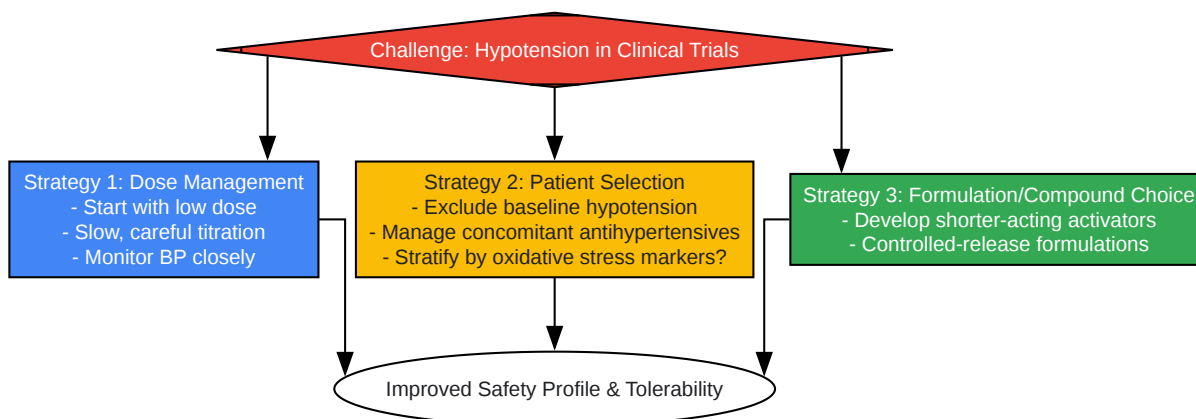 Challenge: Hypotension in Clinical Trials
Strategy 1: Dose Management
- Start with low dose
- Slow, careful titration
- Monitor BP closely
Strategy 2: Patient Selection
- Exclude baseline hypotension
- Manage concomitant antihypertensives
- Stratify by oxidative stress markers?
Strategy 3: Formulation/Compound Choice
- Develop shorter-acting activators
- Controlled-release formulations
Improved Safety Profile & Tolerability